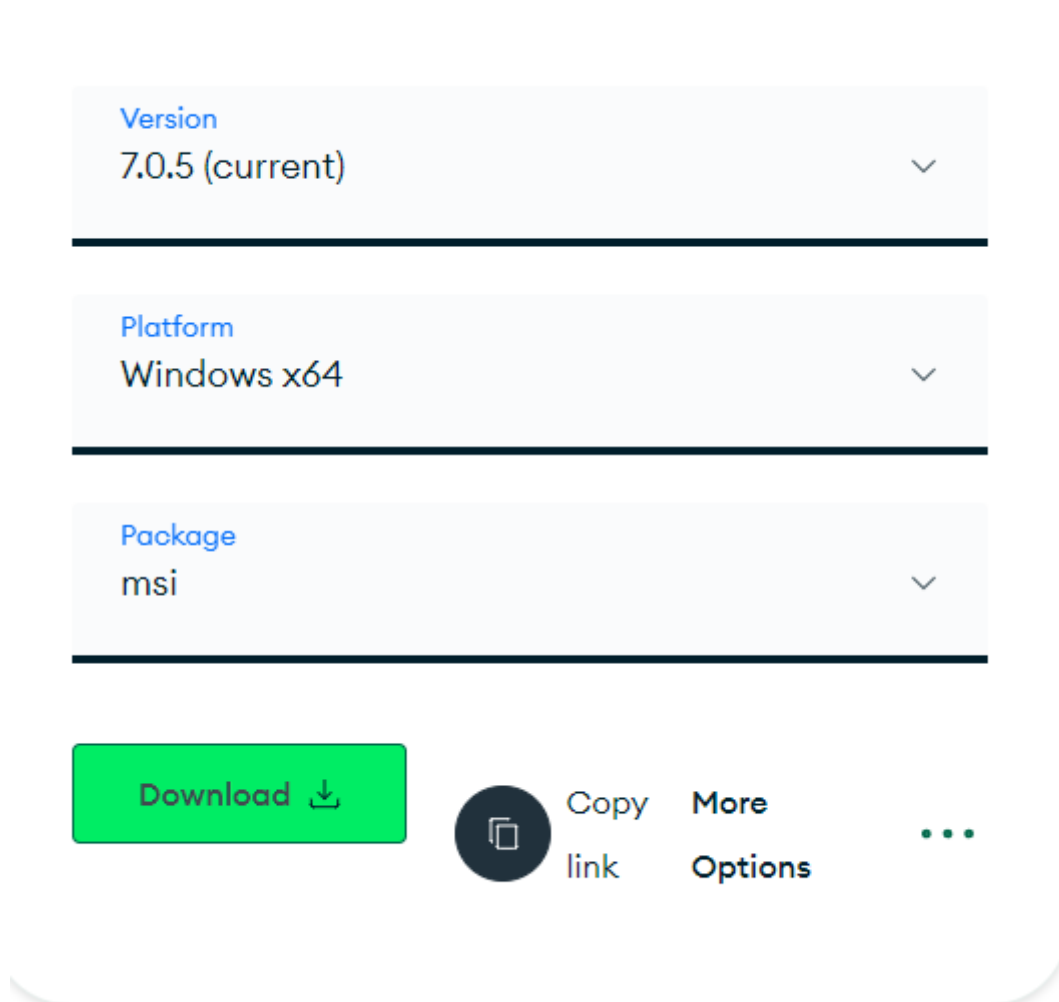 Version
7.0.5 (current)
Platform
Windows x64
Package
msi
Download
Copy
link
More
Options